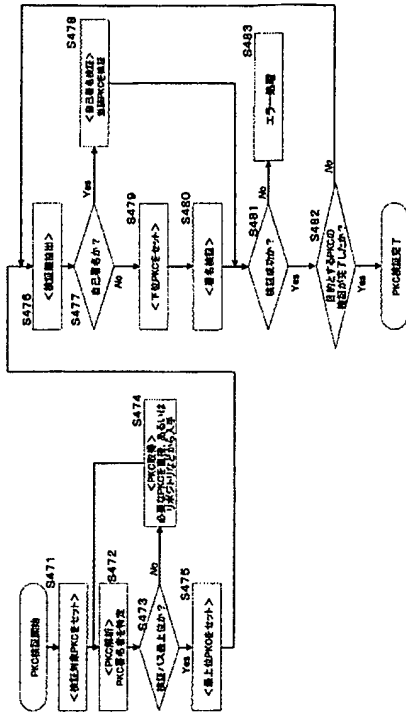 PKC検証開始
S471
<検証対象PKCをセット>
S472
<PKC解析>
PKC署名者を特定
S473
検証パス最上位か?
No
S474
<PKC取得>
必要なPKCを要求、あるいは
リポジトリなどから入手
Yes
S475
<最上位PKCをセット>
S476
<検証鍵抽出>
S477
自己署名か?
Yes
S478
<自己署名検証>
当該PKCを検証
No
S479
<下位PKCをセット>
S480
<署名検証>
S481
検証成功か?
No
S483
エラー処理
Yes
S482
目的とするPKCの
検証が完了したか?
No
Yes
PKC検証完了